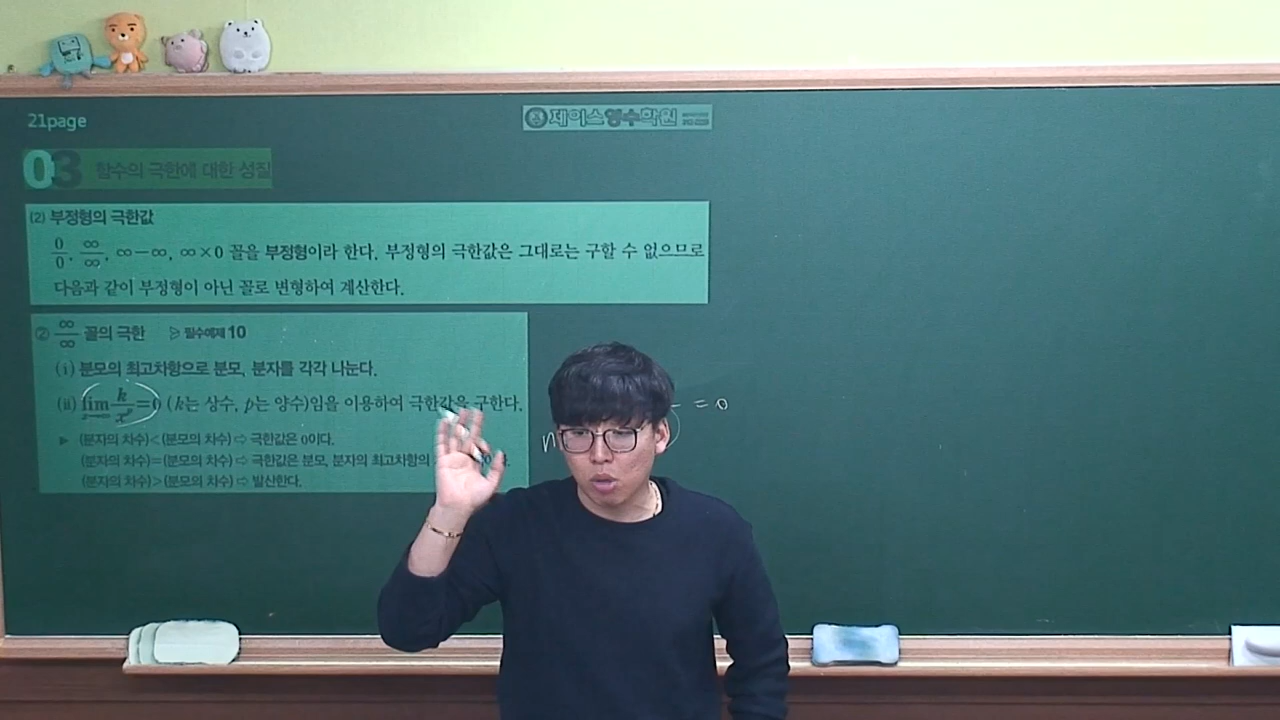 21page
제이스영수학원
03 함수의 극한에 대한 성질
(2) 부정형의 극한값
0/0, ∞/∞, ∞-∞, ∞×0 꼴을 부정형이라 한다. 부정형의 극한값은 그대로는 구할 수 없으므로
다음과 같이 부정형이 아닌 꼴로 변형하여 계산한다.
② ∞/∞ 꼴의 극한 ▷ 필수예제 10
(i) 분모의 최고차항으로 분모, 분자를 각각 나눈다.
(ii) lim k/x =0 (k는 상수, p는 양수)임을 이용하여 극한값을 구한다.
= 0
▶ (분자의 차수)<(분모의 차수) ⇨ 극한값은 0이다.
n
(분자의 차수)=(분모의 차수) ⇨ 극한값은 분모, 분자의 최고차항의
(분자의 차수)>(분모의 차수) ⇨ 발산한다.